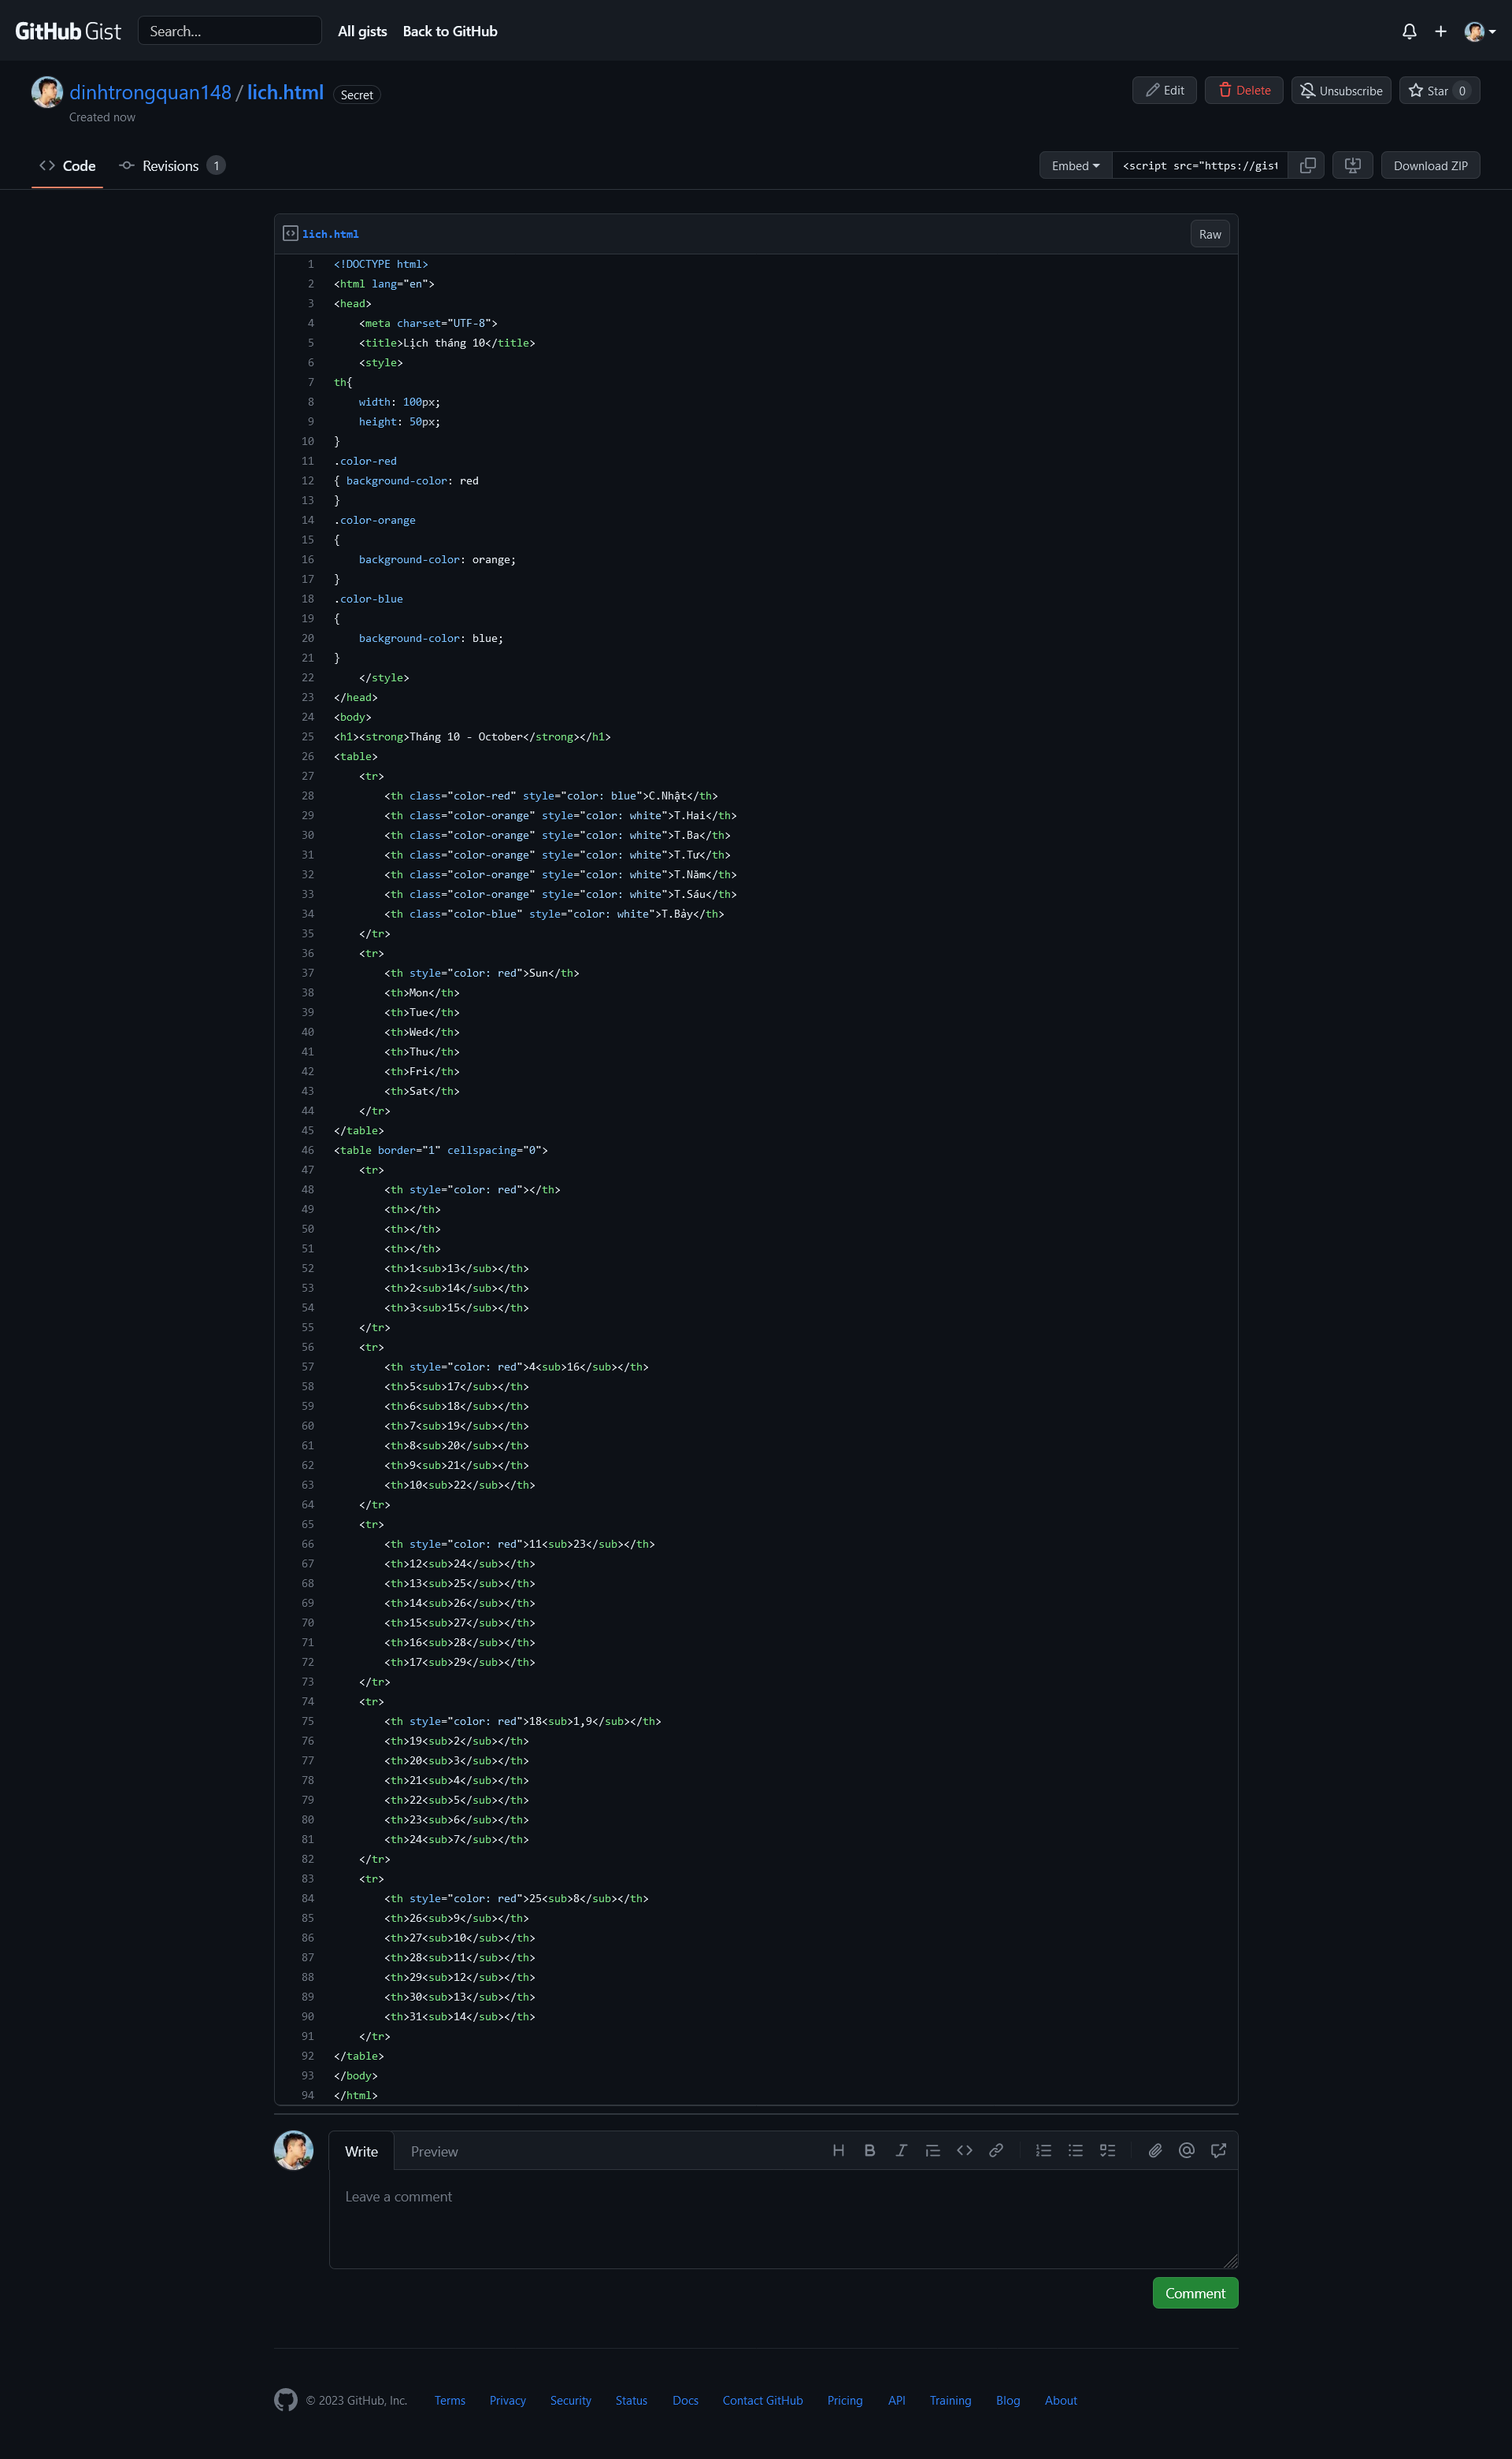 GitHub Gist Search... All gists Back to GitHub
dinhtrongquan148 / lich.html Secret Edit Delete Unsubscribe Star 0
Created now
Code Revisions 1 Embed <script src="https://gist Download ZIP
lich.html Raw
1 <!DOCTYPE html>
2 <html lang="en">
3 <head>
4 <meta charset="UTF-8">
5 <title>Lịch tháng 10</title>
6 <style>
7 th{
8 width: 100px;
9 height: 50px;
10 }
11 .color-red
12 { background-color: red
13 }
14 .color-orange
15 {
16 background-color: orange;
17 }
18 .color-blue
19 {
20 background-color: blue;
21 }
22 </style>
23 </head>
24 <body>
25 <h1><strong>Tháng 10 - October</strong></h1>
26 <table>
27 <tr>
28 <th class="color-red" style="color: blue">C.Nhật</th>
29 <th class="color-orange" style="color: white">T.Hai</th>
30 <th class="color-orange" style="color: white">T.Ba</th>
31 <th class="color-orange" style="color: white">T.Tư</th>
32 <th class="color-orange" style="color: white">T.Năm</th>
33 <th class="color-orange" style="color: white">T.Sáu</th>
34 <th class="color-blue" style="color: white">T.Bảy</th>
35 </tr>
36 <tr>
37 <th style="color: red">Sun</th>
38 <th>Mon</th>
39 <th>Tue</th>
40 <th>Wed</th>
41 <th>Thu</th>
42 <th>Fri</th>
43 <th>Sat</th>
44 </tr>
45 </table>
46 <table border="1" cellspacing="0">
47 <tr>
48 <th style="color: red"></th>
49 <th></th>
50 <th></th>
51 <th></th>
52 <th>1<sub>13</sub></th>
53 <th>2<sub>14</sub></th>
54 <th>3<sub>15</sub></th>
55 </tr>
56 <tr>
57 <th style="color: red">4<sub>16</sub></th>
58 <th>5<sub>17</sub></th>
59 <th>6<sub>18</sub></th>
60 <th>7<sub>19</sub></th>
61 <th>8<sub>20</sub></th>
62 <th>9<sub>21</sub></th>
63 <th>10<sub>22</sub></th>
64 </tr>
65 <tr>
66 <th style="color: red">11<sub>23</sub></th>
67 <th>12<sub>24</sub></th>
68 <th>13<sub>25</sub></th>
69 <th>14<sub>26</sub></th>
70 <th>15<sub>27</sub></th>
71 <th>16<sub>28</sub></th>
72 <th>17<sub>29</sub></th>
73 </tr>
74 <tr>
75 <th style="color: red">18<sub>1,9</sub></th>
76 <th>19<sub>2</sub></th>
77 <th>20<sub>3</sub></th>
78 <th>21<sub>4</sub></th>
79 <th>22<sub>5</sub></th>
80 <th>23<sub>6</sub></th>
81 <th>24<sub>7</sub></th>
82 </tr>
83 <tr>
84 <th style="color: red">25<sub>8</sub></th>
85 <th>26<sub>9</sub></th>
86 <th>27<sub>10</sub></th>
87 <th>28<sub>11</sub></th>
88 <th>29<sub>12</sub></th>
89 <th>30<sub>13</sub></th>
90 <th>31<sub>14</sub></th>
91 </tr>
92 </table>
93 </body>
94 </html>
Write Preview
Leave a comment
Comment
© 2023 GitHub, Inc. Terms Privacy Security Status Docs Contact GitHub Pricing API Training Blog About